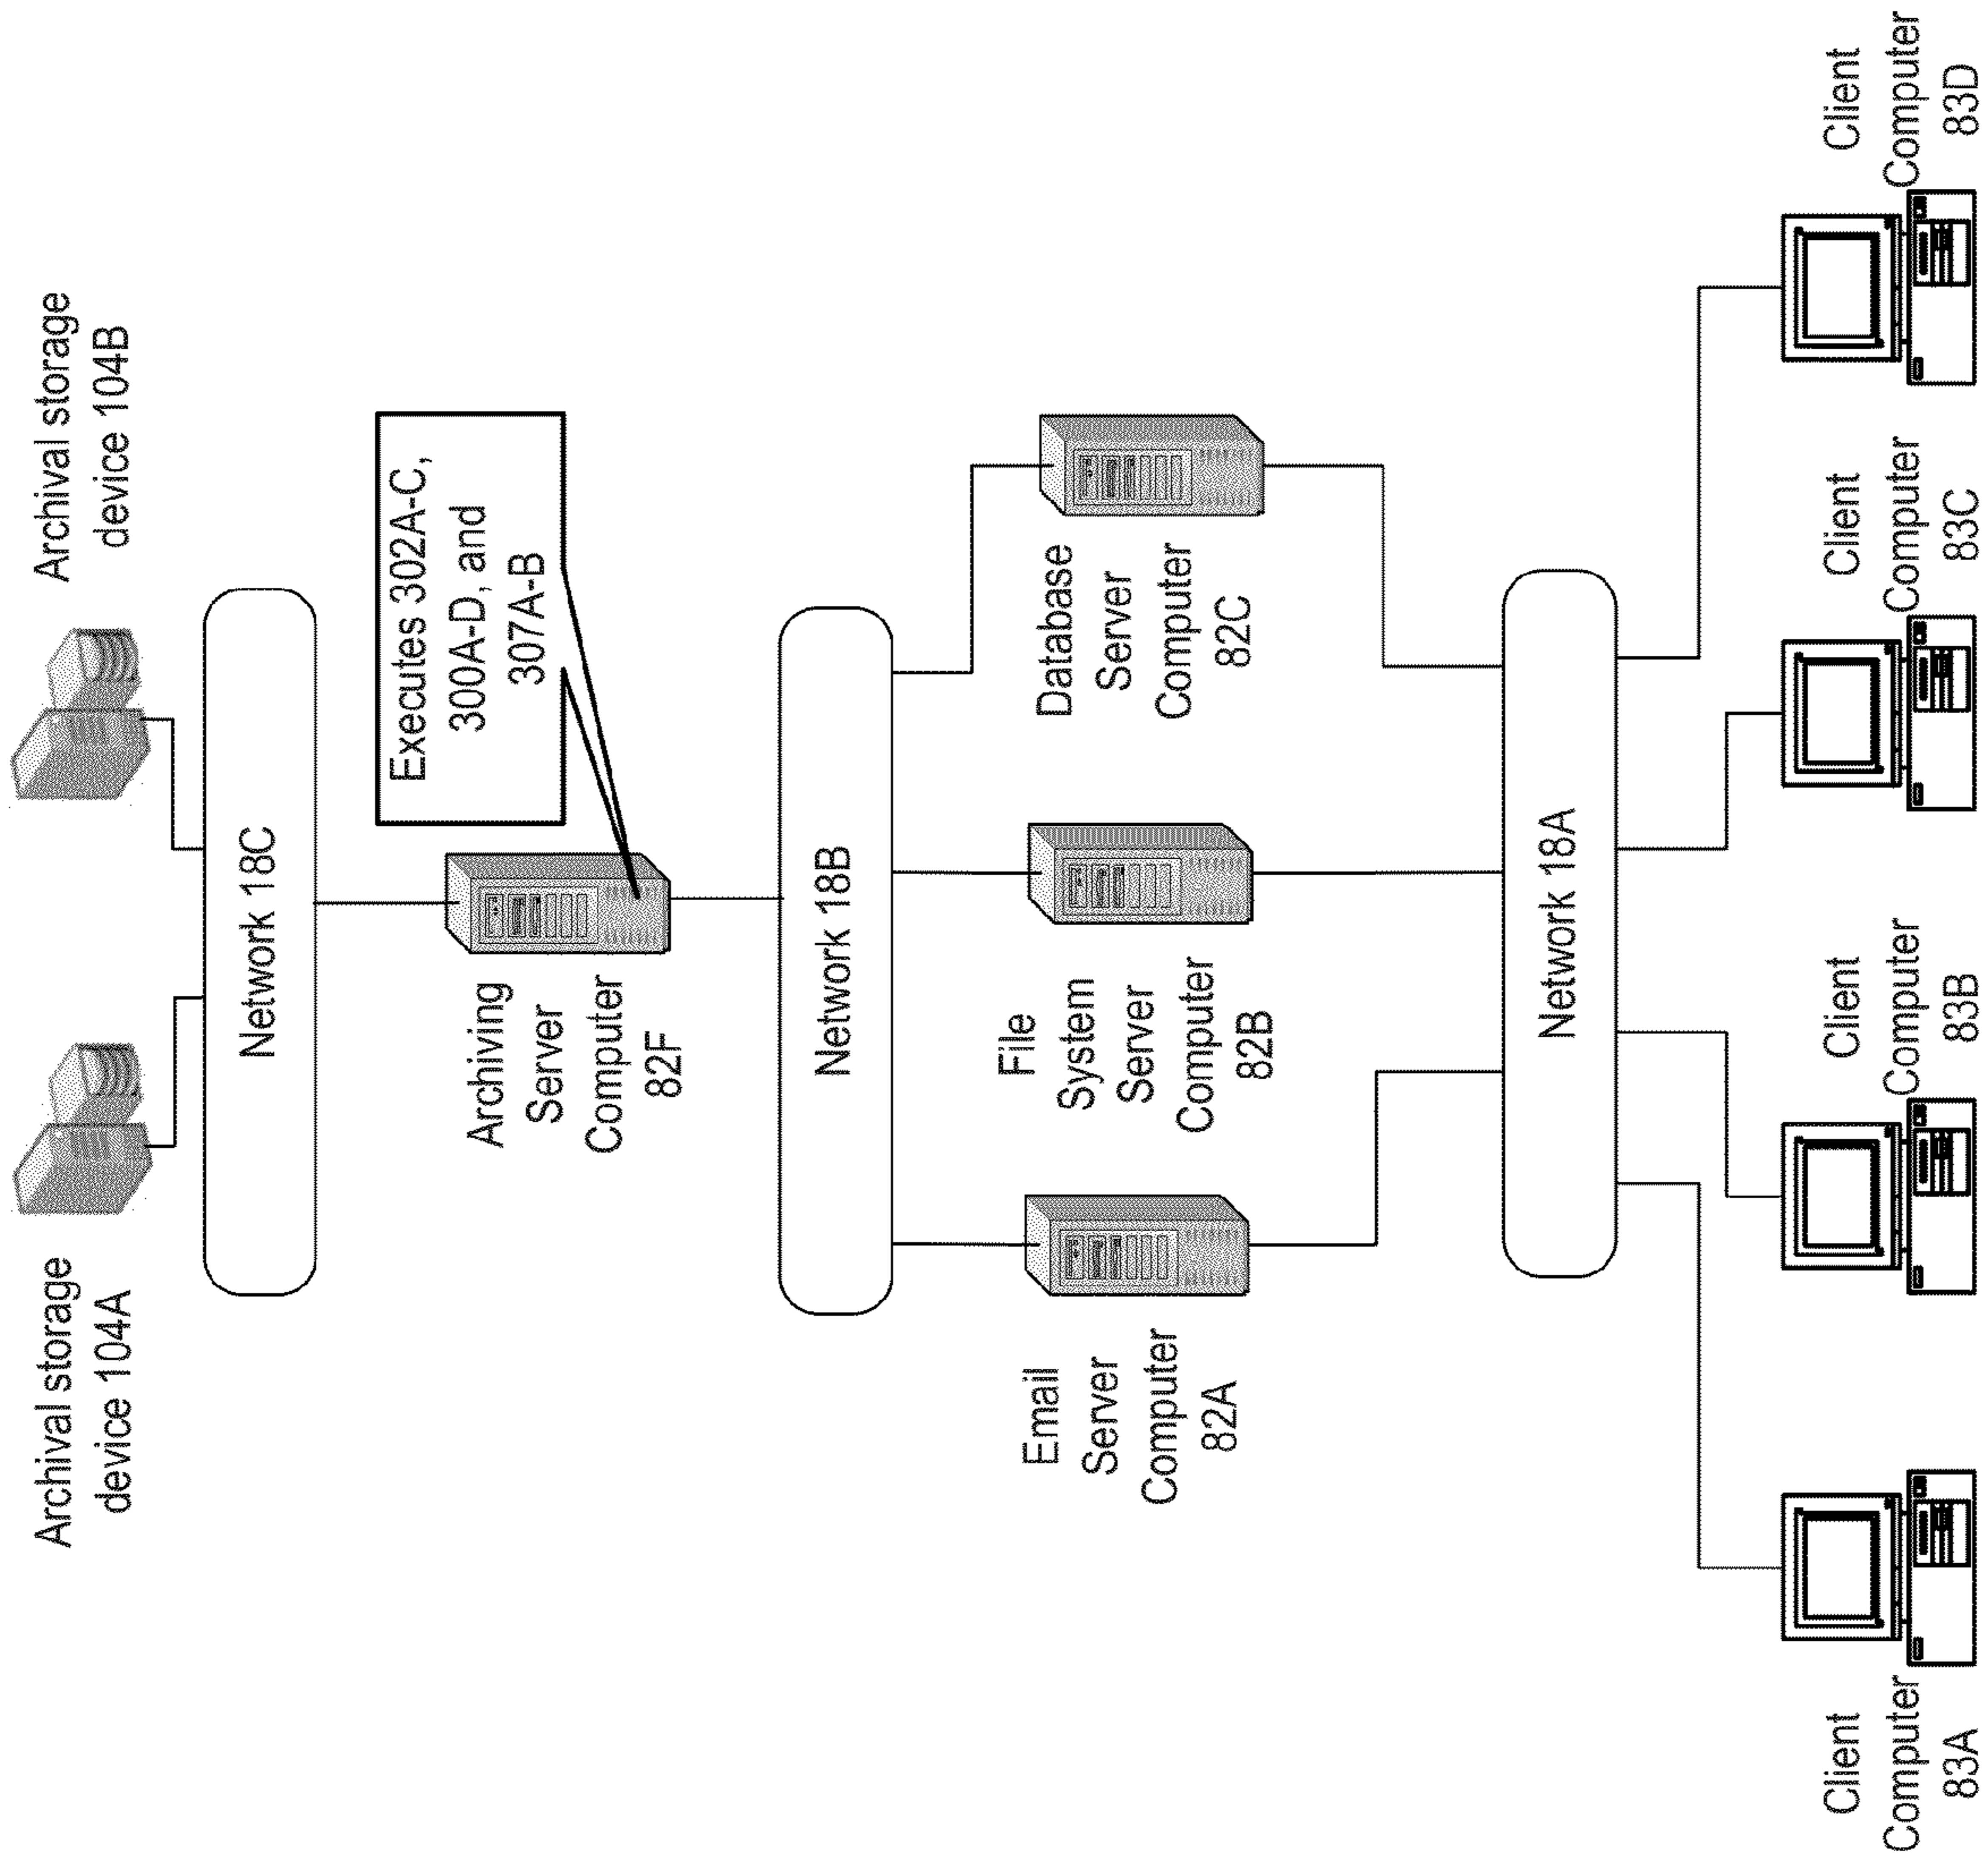 Archival storage
device 104A
Archival storage
device 104B
Network 18C
Executes 302A-C,
300A-D, and
307A-B
Archiving
Server
Computer
82F
Network 18B
Email
Server
Computer
82A
File
System
Server
Computer
82B
Database
Server
Computer
82C
Network 18A
Client
Computer
83A
Client
Computer
83B
Client
Computer
83C
Client
Computer
83D